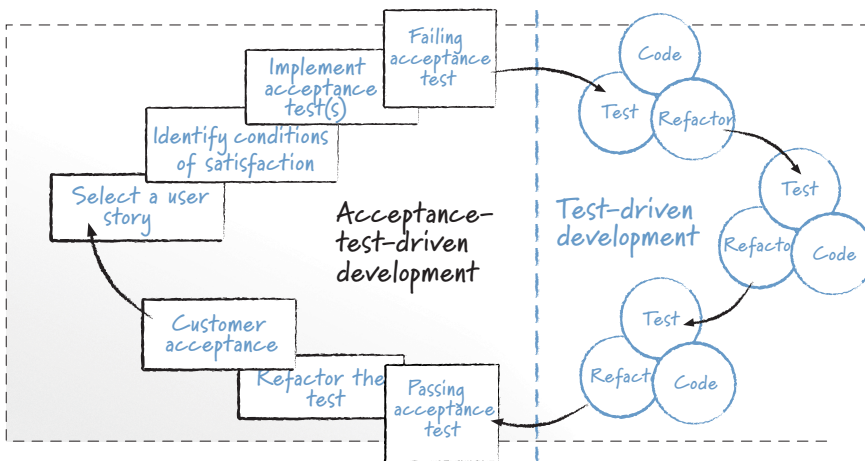 Failing
acceptance
test
Implement
acceptance
test(s)
Identify conditions
of satisfaction
Select a user
story
Acceptance-
test-driven
development
Customer
acceptance
Refactor the
test
Passing
acceptance
test
Test-driven
development
Code
Test
Refactor
Test
Refacto
Code
Test
Refact
Code